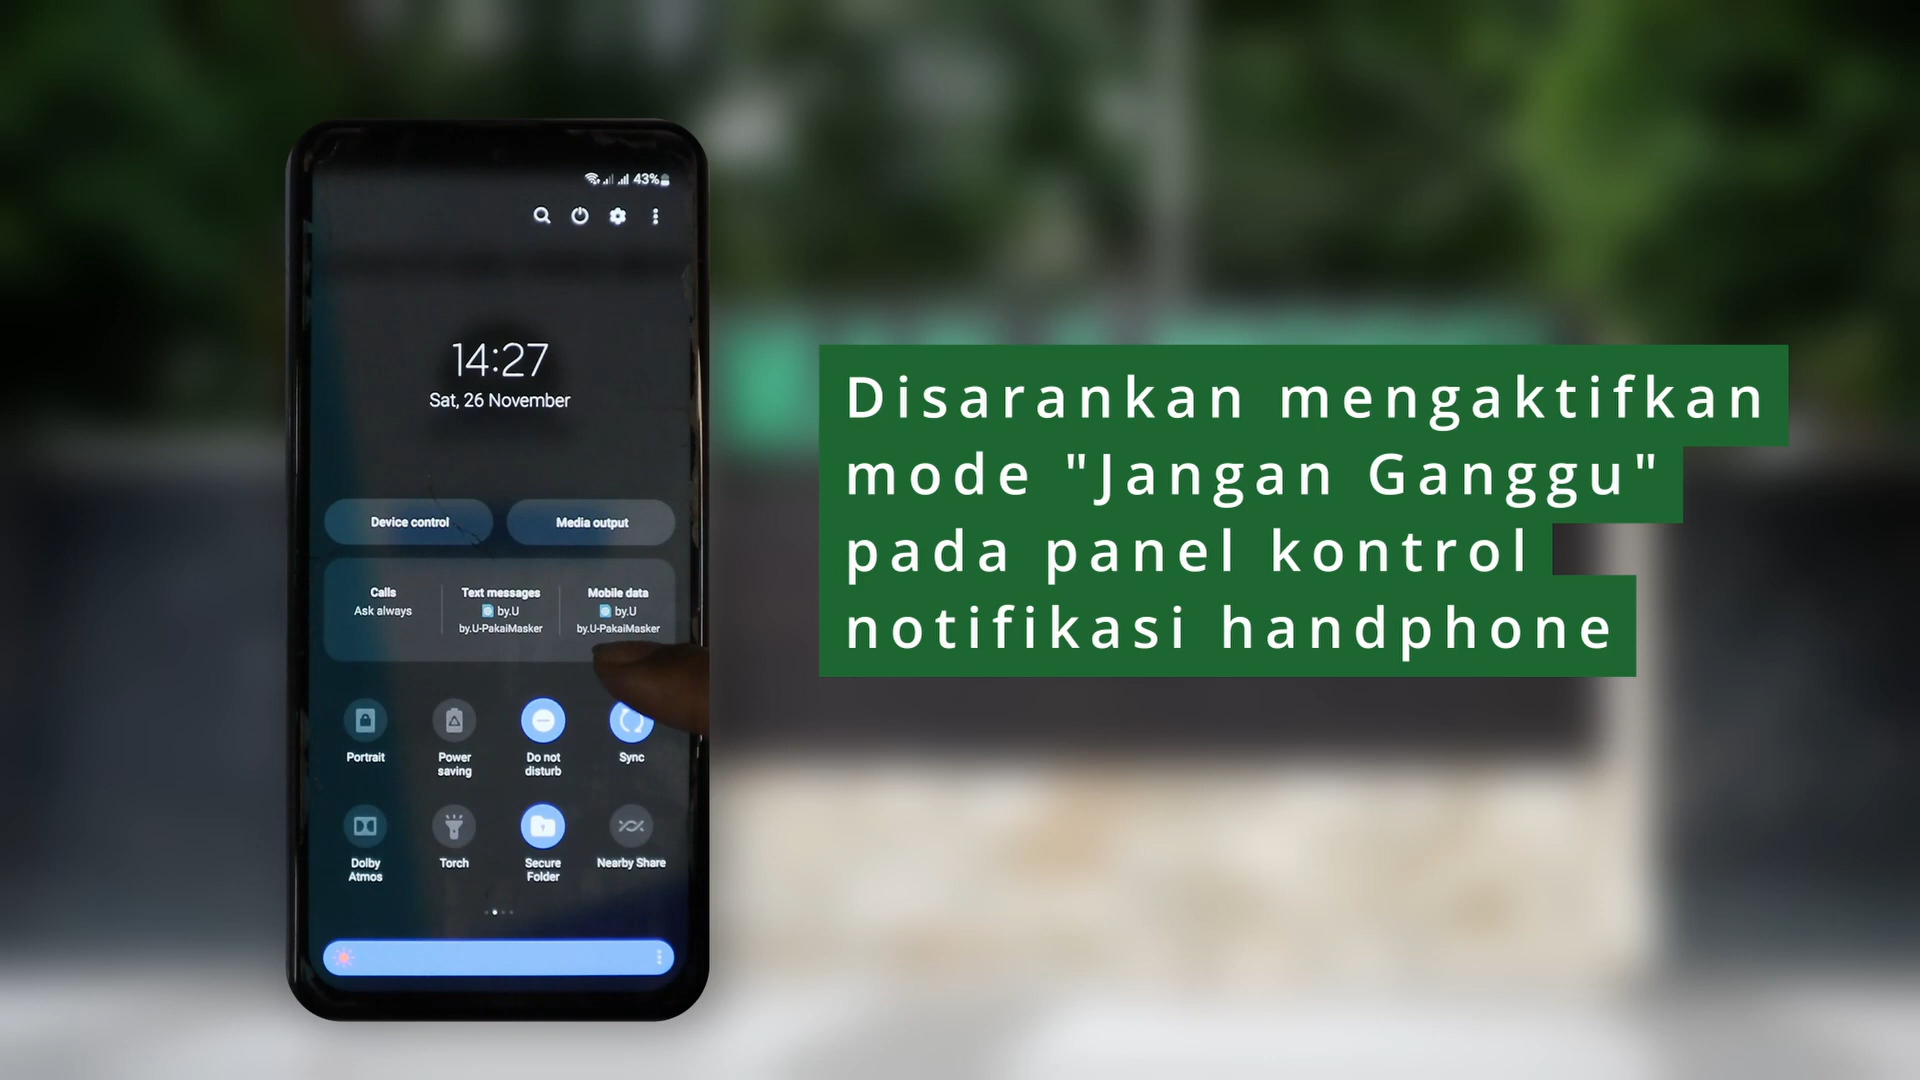 43%
14:27
Sat, 26 November
Device control Media output
Calls Text messages Mobile data
Ask always by.U by.U
by.U-PakaiMasker by.U-PakaiMasker
Portrait Power saving Do not disturb Sync
Dolby Atmos Torch Secure Folder Nearby Share
Disarankan mengaktifkan
mode "Jangan Ganggu"
pada panel kontrol
notifikasi handphone